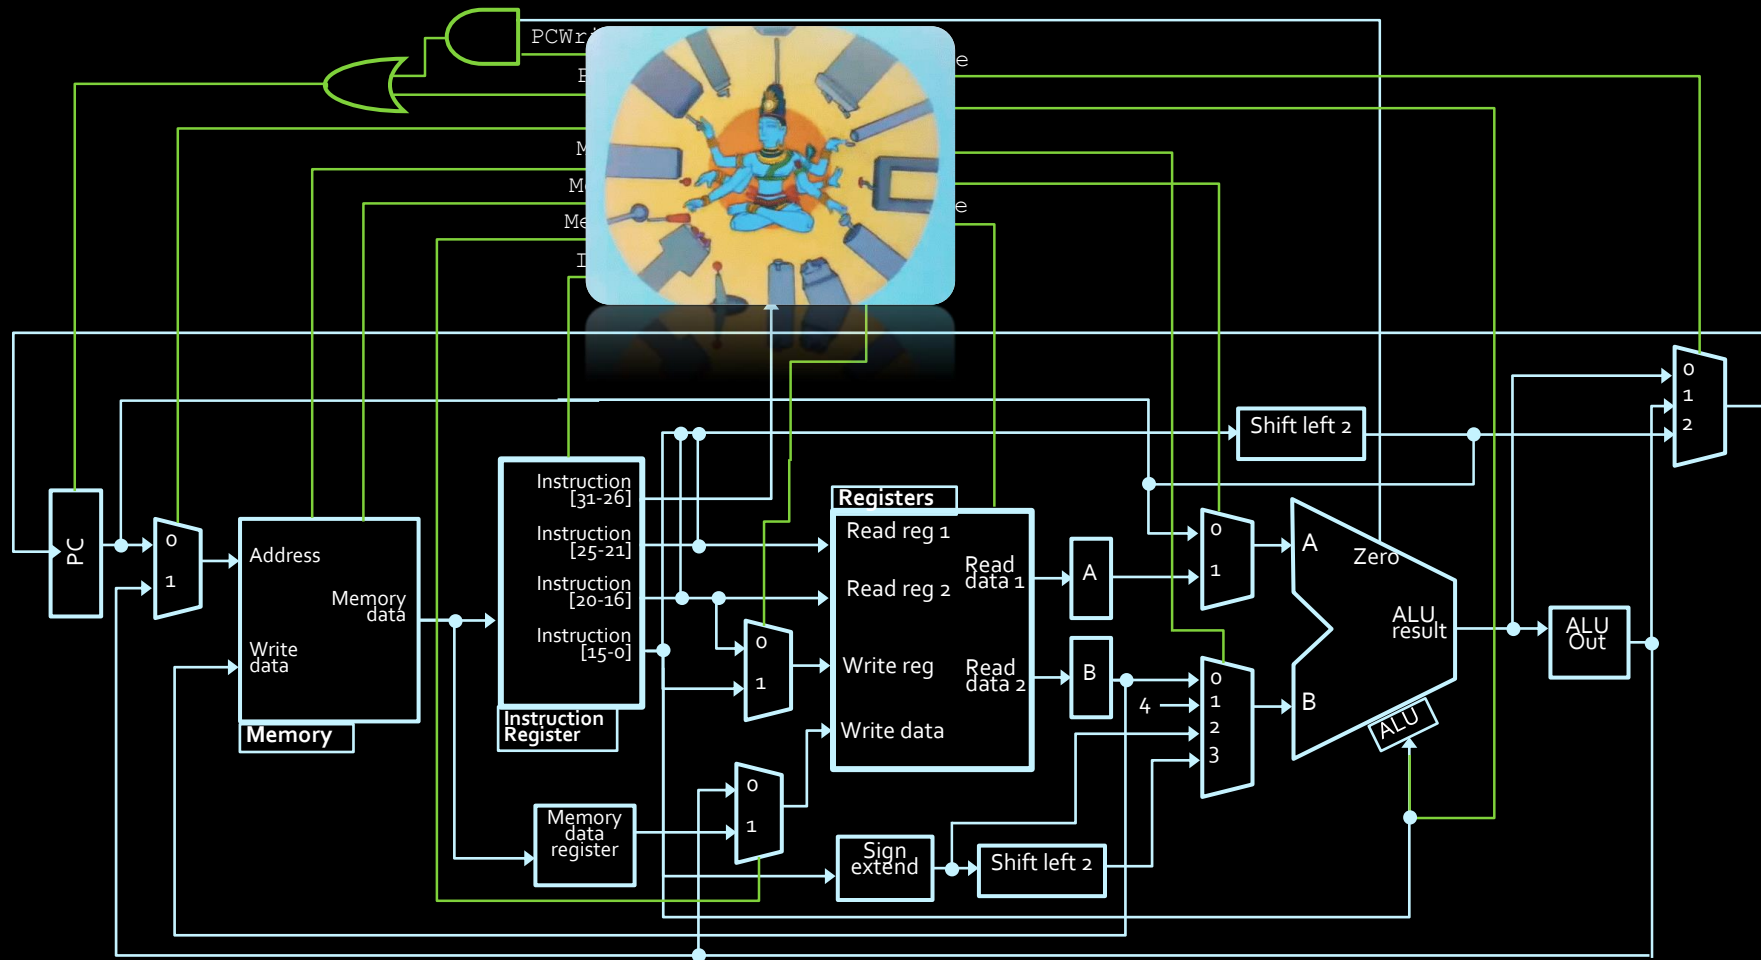 PCWr
M
M
Me
I
e
e
0
1
2
Shift left 2
PC
0
1
Address
Memory
data
Write
data
Memory
Instruction
[31-26]
Instruction
[25-21]
Instruction
[20-16]
Instruction
[15-0]
Instruction
Register
Registers
Read reg 1
Read reg 2
Write reg
Write data
Read
data 1
Read
data 2
0
1
0
1
Memory
data
register
Sign
extend
Shift left 2
A
B
0
1
4
0
1
2
3
A
B
Zero
ALU
result
ALU
ALU
Out